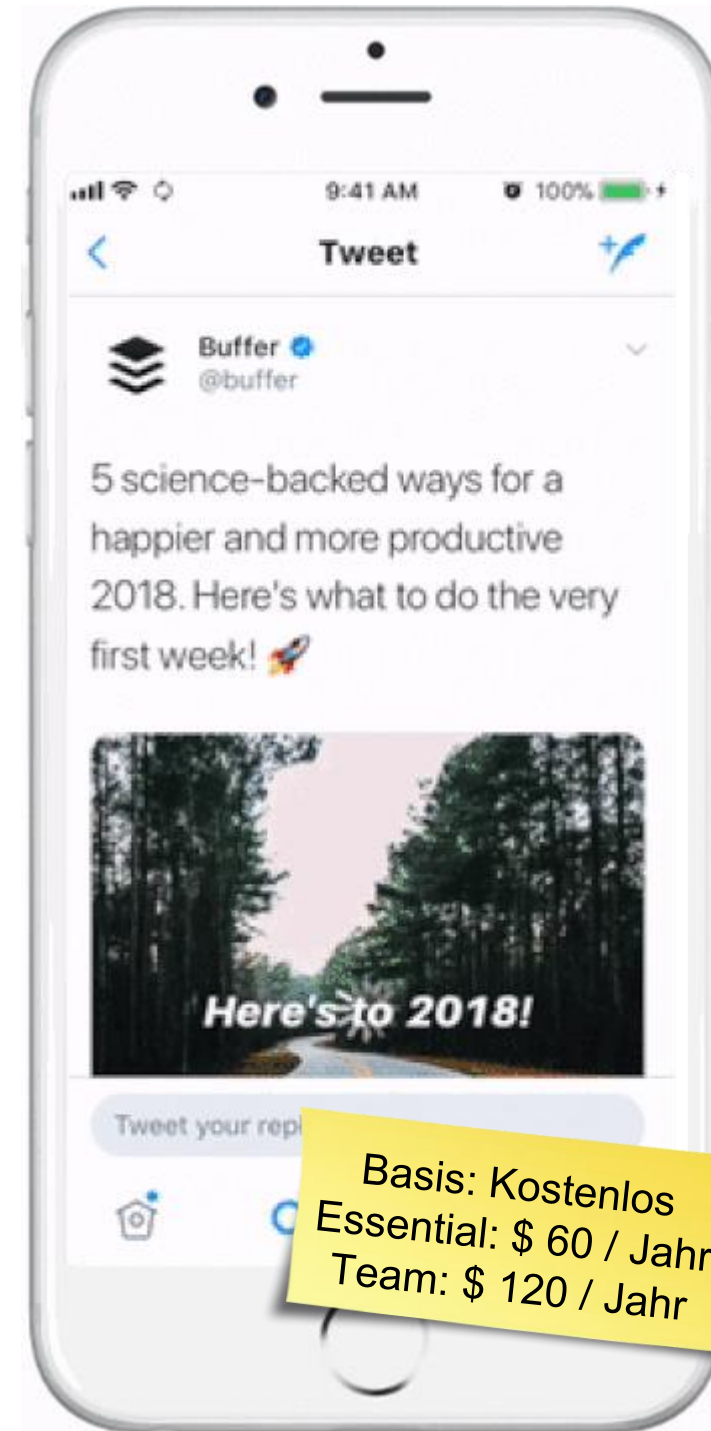 9:41 AM 100%
Tweet
Buffer
@buffer
5 science-backed ways for a
happier and more productive
2018. Here's what to do the very
first week! 🚀
Here's to 2018!
Tweet your
Basis: Kostenlos
Essential: $ 60 / Jahr
Team: $ 120 / Jahr